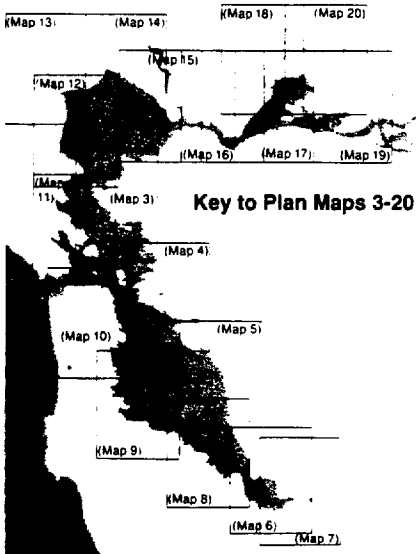 (Map 13) (Map 14) (Map 18) (Map 20)
(Map 15)
(Map 12)
(Map 16) (Map 17) (Map 19)
(Map 11) (Map 3)
Key to Plan Maps 3-20
(Map 4)
(Map 5)
(Map 10)
(Map 9)
(Map 8)
(Map 6)
(Map 7)